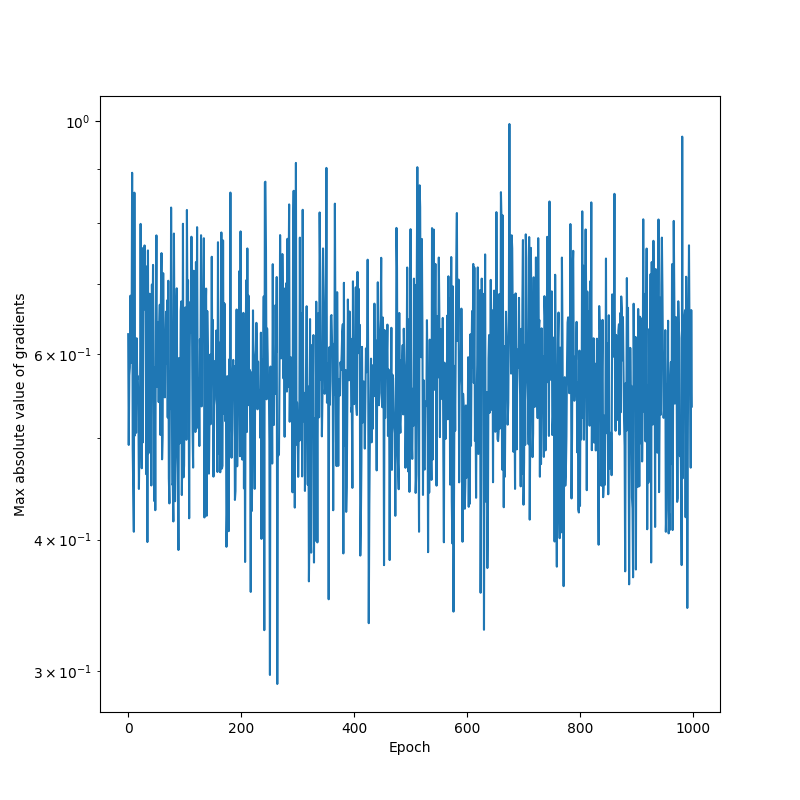 Max absolute value of gradients
10⁰
6 × 10⁻¹
4 × 10⁻¹
3 × 10⁻¹
0 200 400 600 800 1000
Epoch